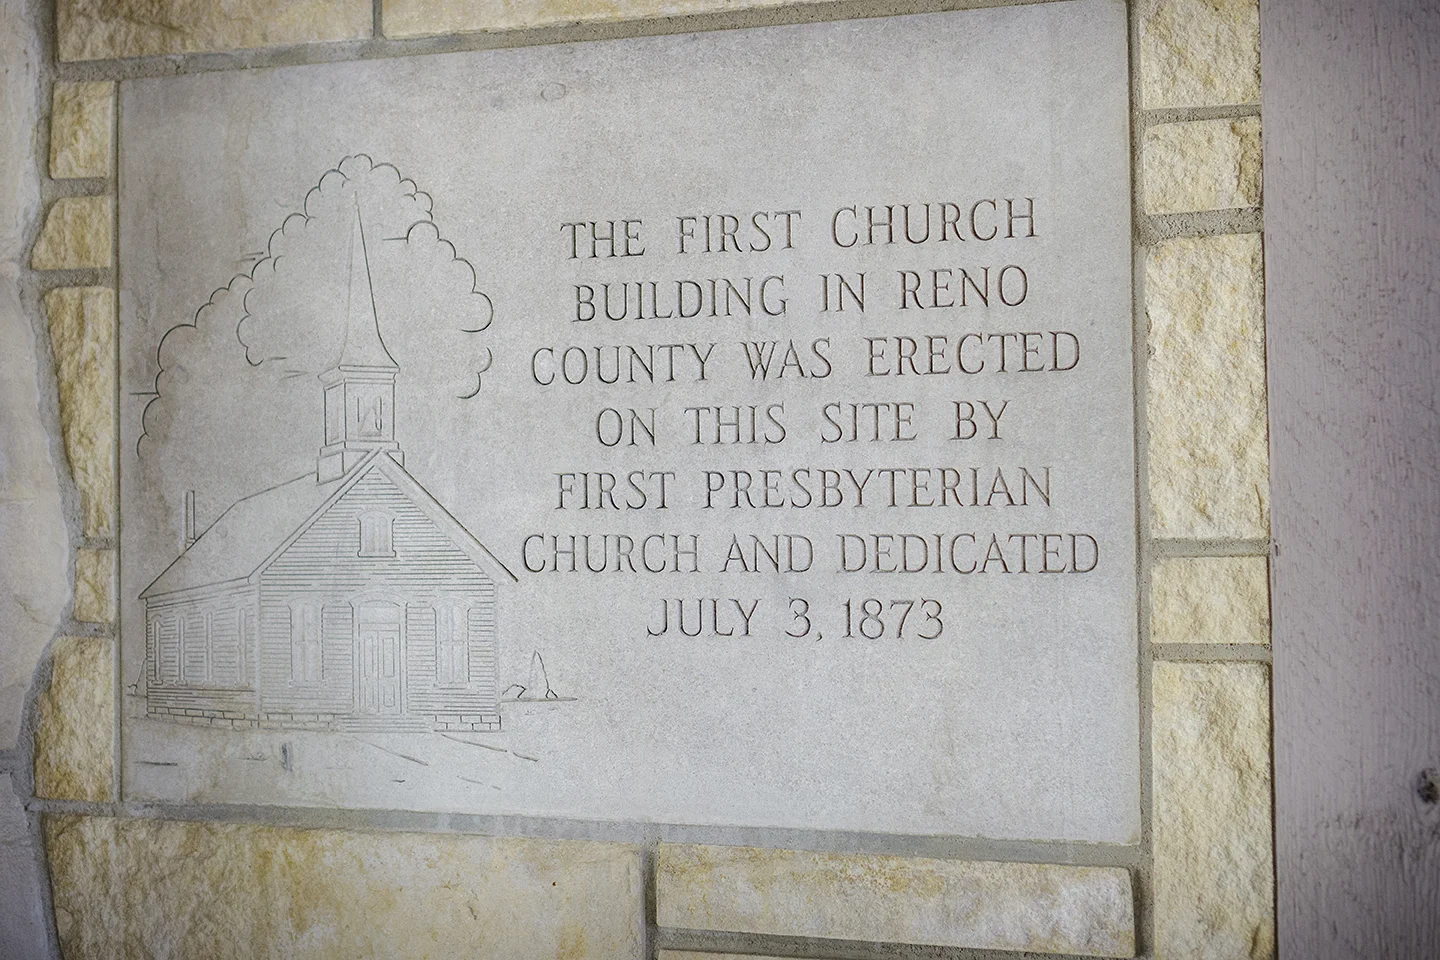 THE FIRST CHURCH
BUILDING IN RENO
COUNTY WAS ERECTED
ON THIS SITE BY
FIRST PRESBYTERIAN
CHURCH AND DEDICATED
JULY 3, 1873